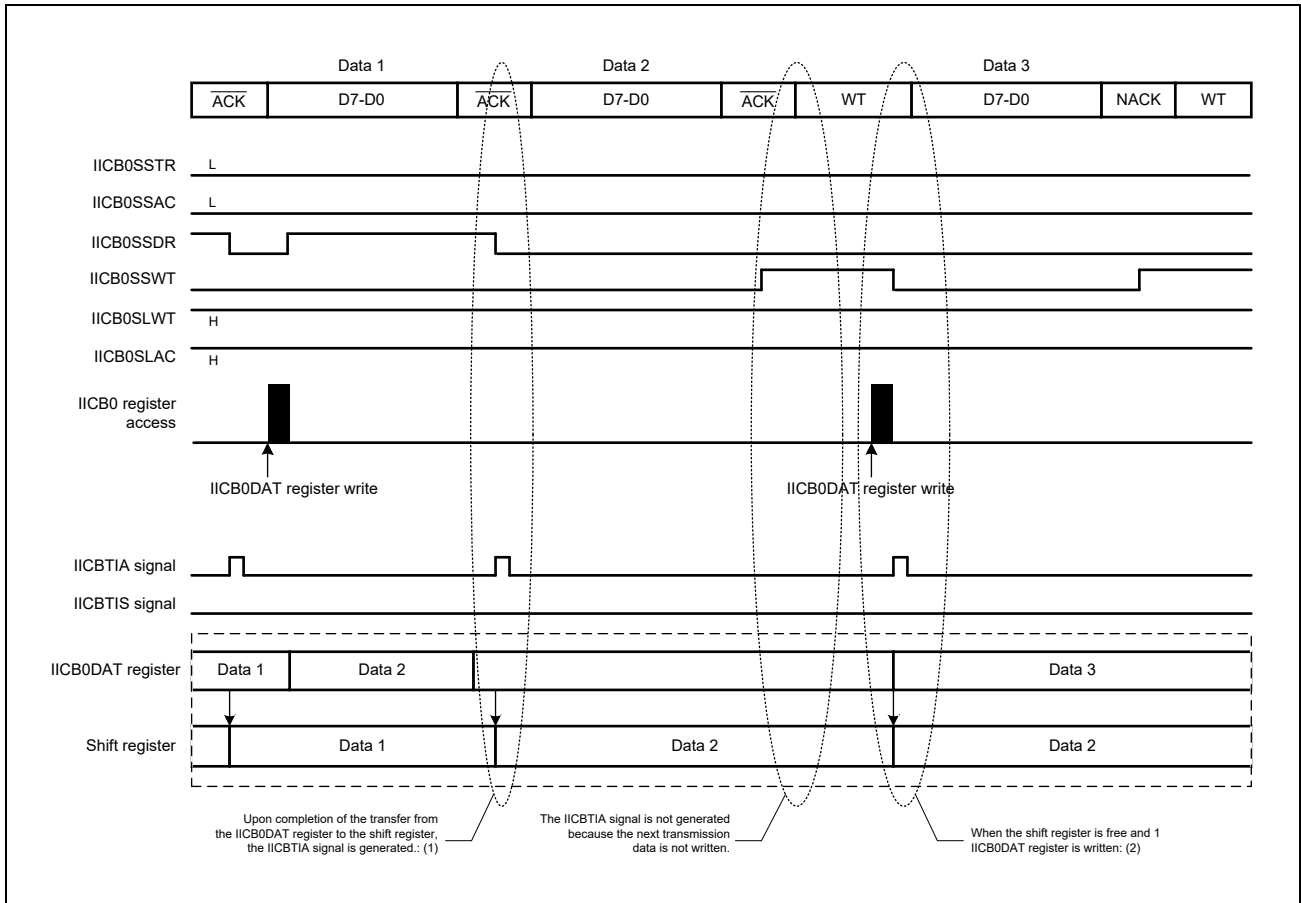 Data 1
Data 2
Data 3
ACK
D7-D0
ACK
D7-D0
ACK
WT
D7-D0
NACK
WT
IICB0SSTR
L
IICB0SSAC
L
IICB0SSDR
IICB0SSWT
IICB0SLWT
H
IICB0SLAC
H
IICB0 register
access
IICB0DAT register write
IICB0DAT register write
IICBTIA signal
IICBTIS signal
IICB0DAT register
Data 1
Data 2
Data 3
Shift register
Data 1
Data 2
Data 2
Upon completion of the transfer from
the IICB0DAT register to the shift register,
the IICBTIA signal is generated.: (1)
The IICBTIA signal is not generated
because the next transmission
data is not written.
When the shift register is free and 1
IICB0DAT register is written: (2)